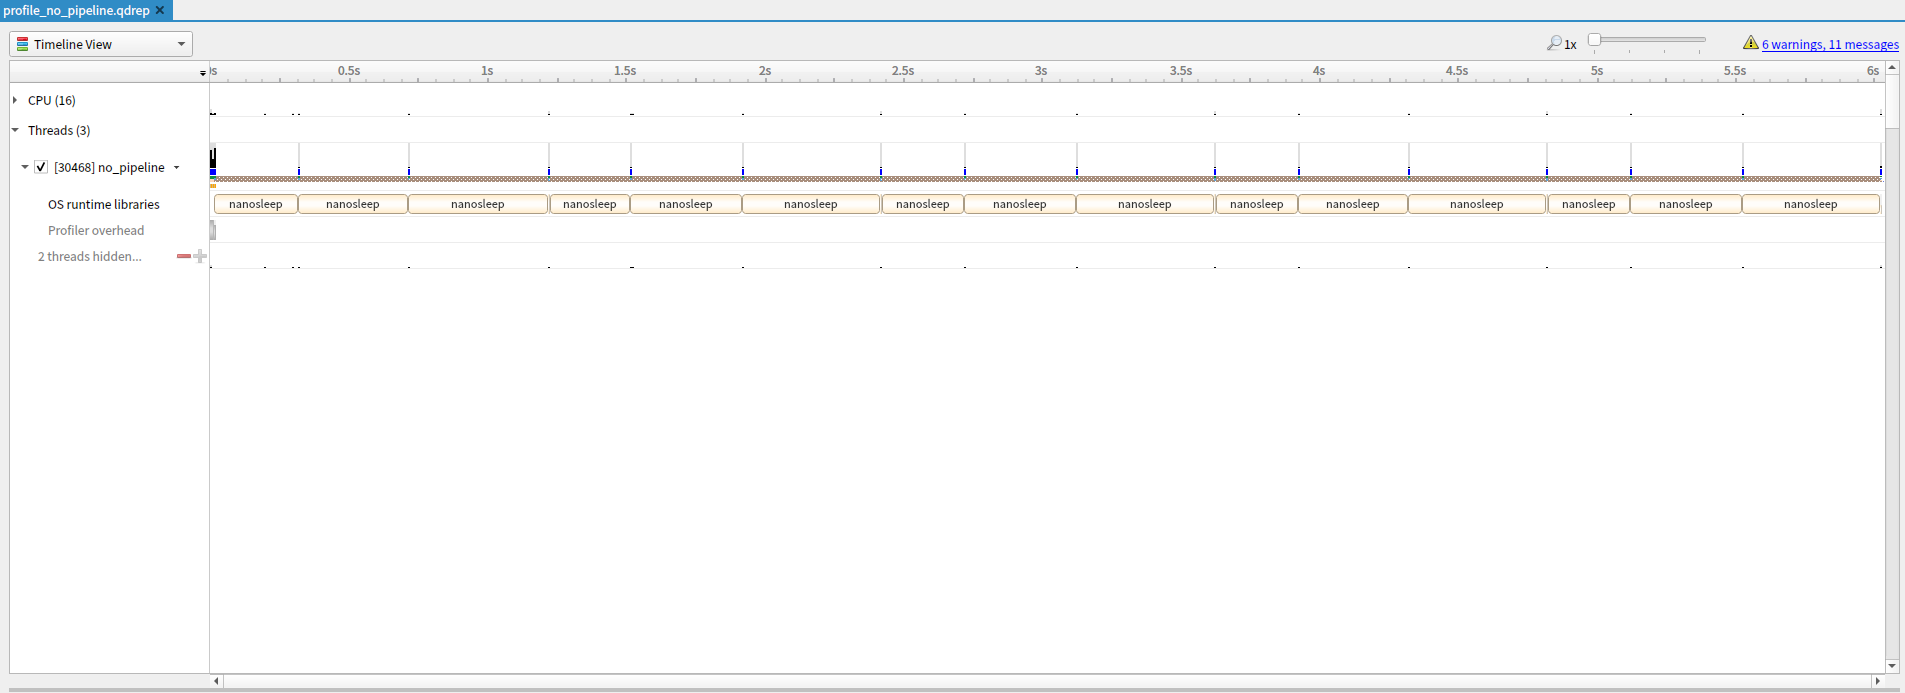 profile_no_pipeline.qdrep
Timeline View
1x
6 warnings, 11 messages
0s 0.5s 1s 1.5s 2s 2.5s 3s 3.5s 4s 4.5s 5s 5.5s 6s
CPU (16)
Threads (3)
[30468] no_pipeline
OS runtime libraries
nanosleep nanosleep nanosleep nanosleep nanosleep nanosleep nanosleep nanosleep nanosleep nanosleep nanosleep nanosleep nanosleep nanosleep nanosleep
Profiler overhead
2 threads hidden...